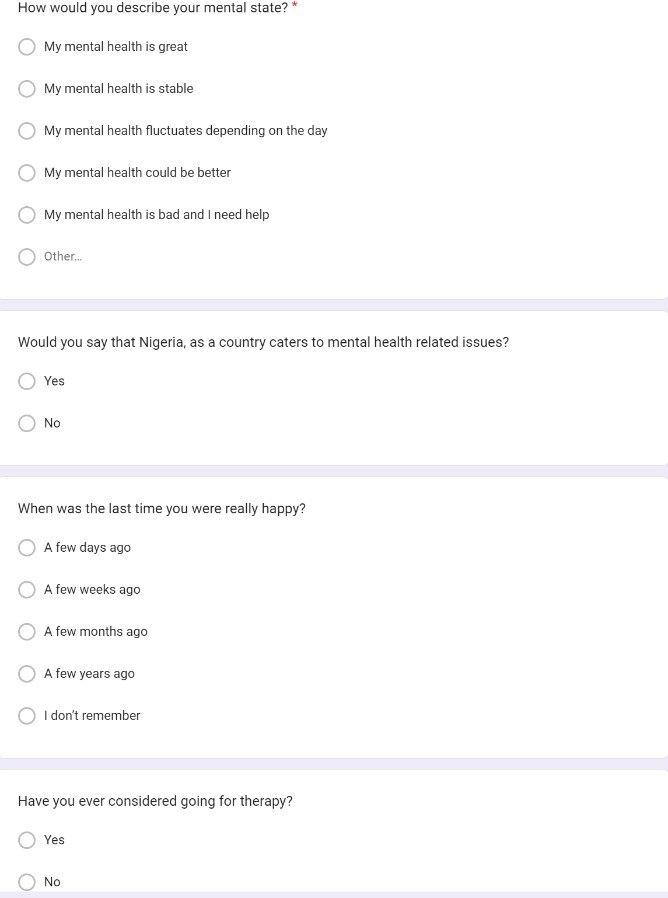 How would you describe your mental state? *
My mental health is great
My mental health is stable
My mental health fluctuates depending on the day
My mental health could be better
My mental health is bad and I need help
Other...
Would you say that Nigeria, as a country caters to mental health related issues?
Yes
No
When was the last time you were really happy?
A few days ago
A few weeks ago
A few months ago
A few years ago
I don't remember
Have you ever considered going for therapy?
Yes
No